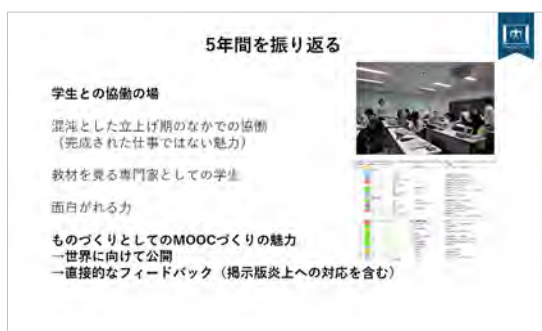 5年間を振り返る
学生との協働の場
混沌とした立上げ期のなかでの協働
（完成された仕事ではない魅力）
教材を見る専門家としての学生
面白がれる力
ものづくりとしてのMOOCづくりの魅力
→世界に向けて公開
→直接的なフィードバック（掲示版炎上への対応を含む）